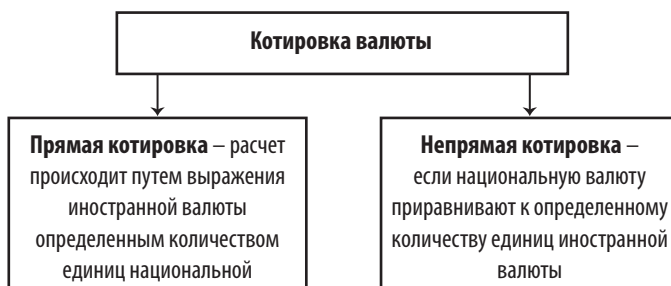 Котировка валюты
Прямая котировка – расчет
происходит путем выражения
иностранной валюты
определенным количеством
единиц национальной
Непрямая котировка –
если национальную валюту
приравнивают к определенному
количеству единиц иностранной
валюты